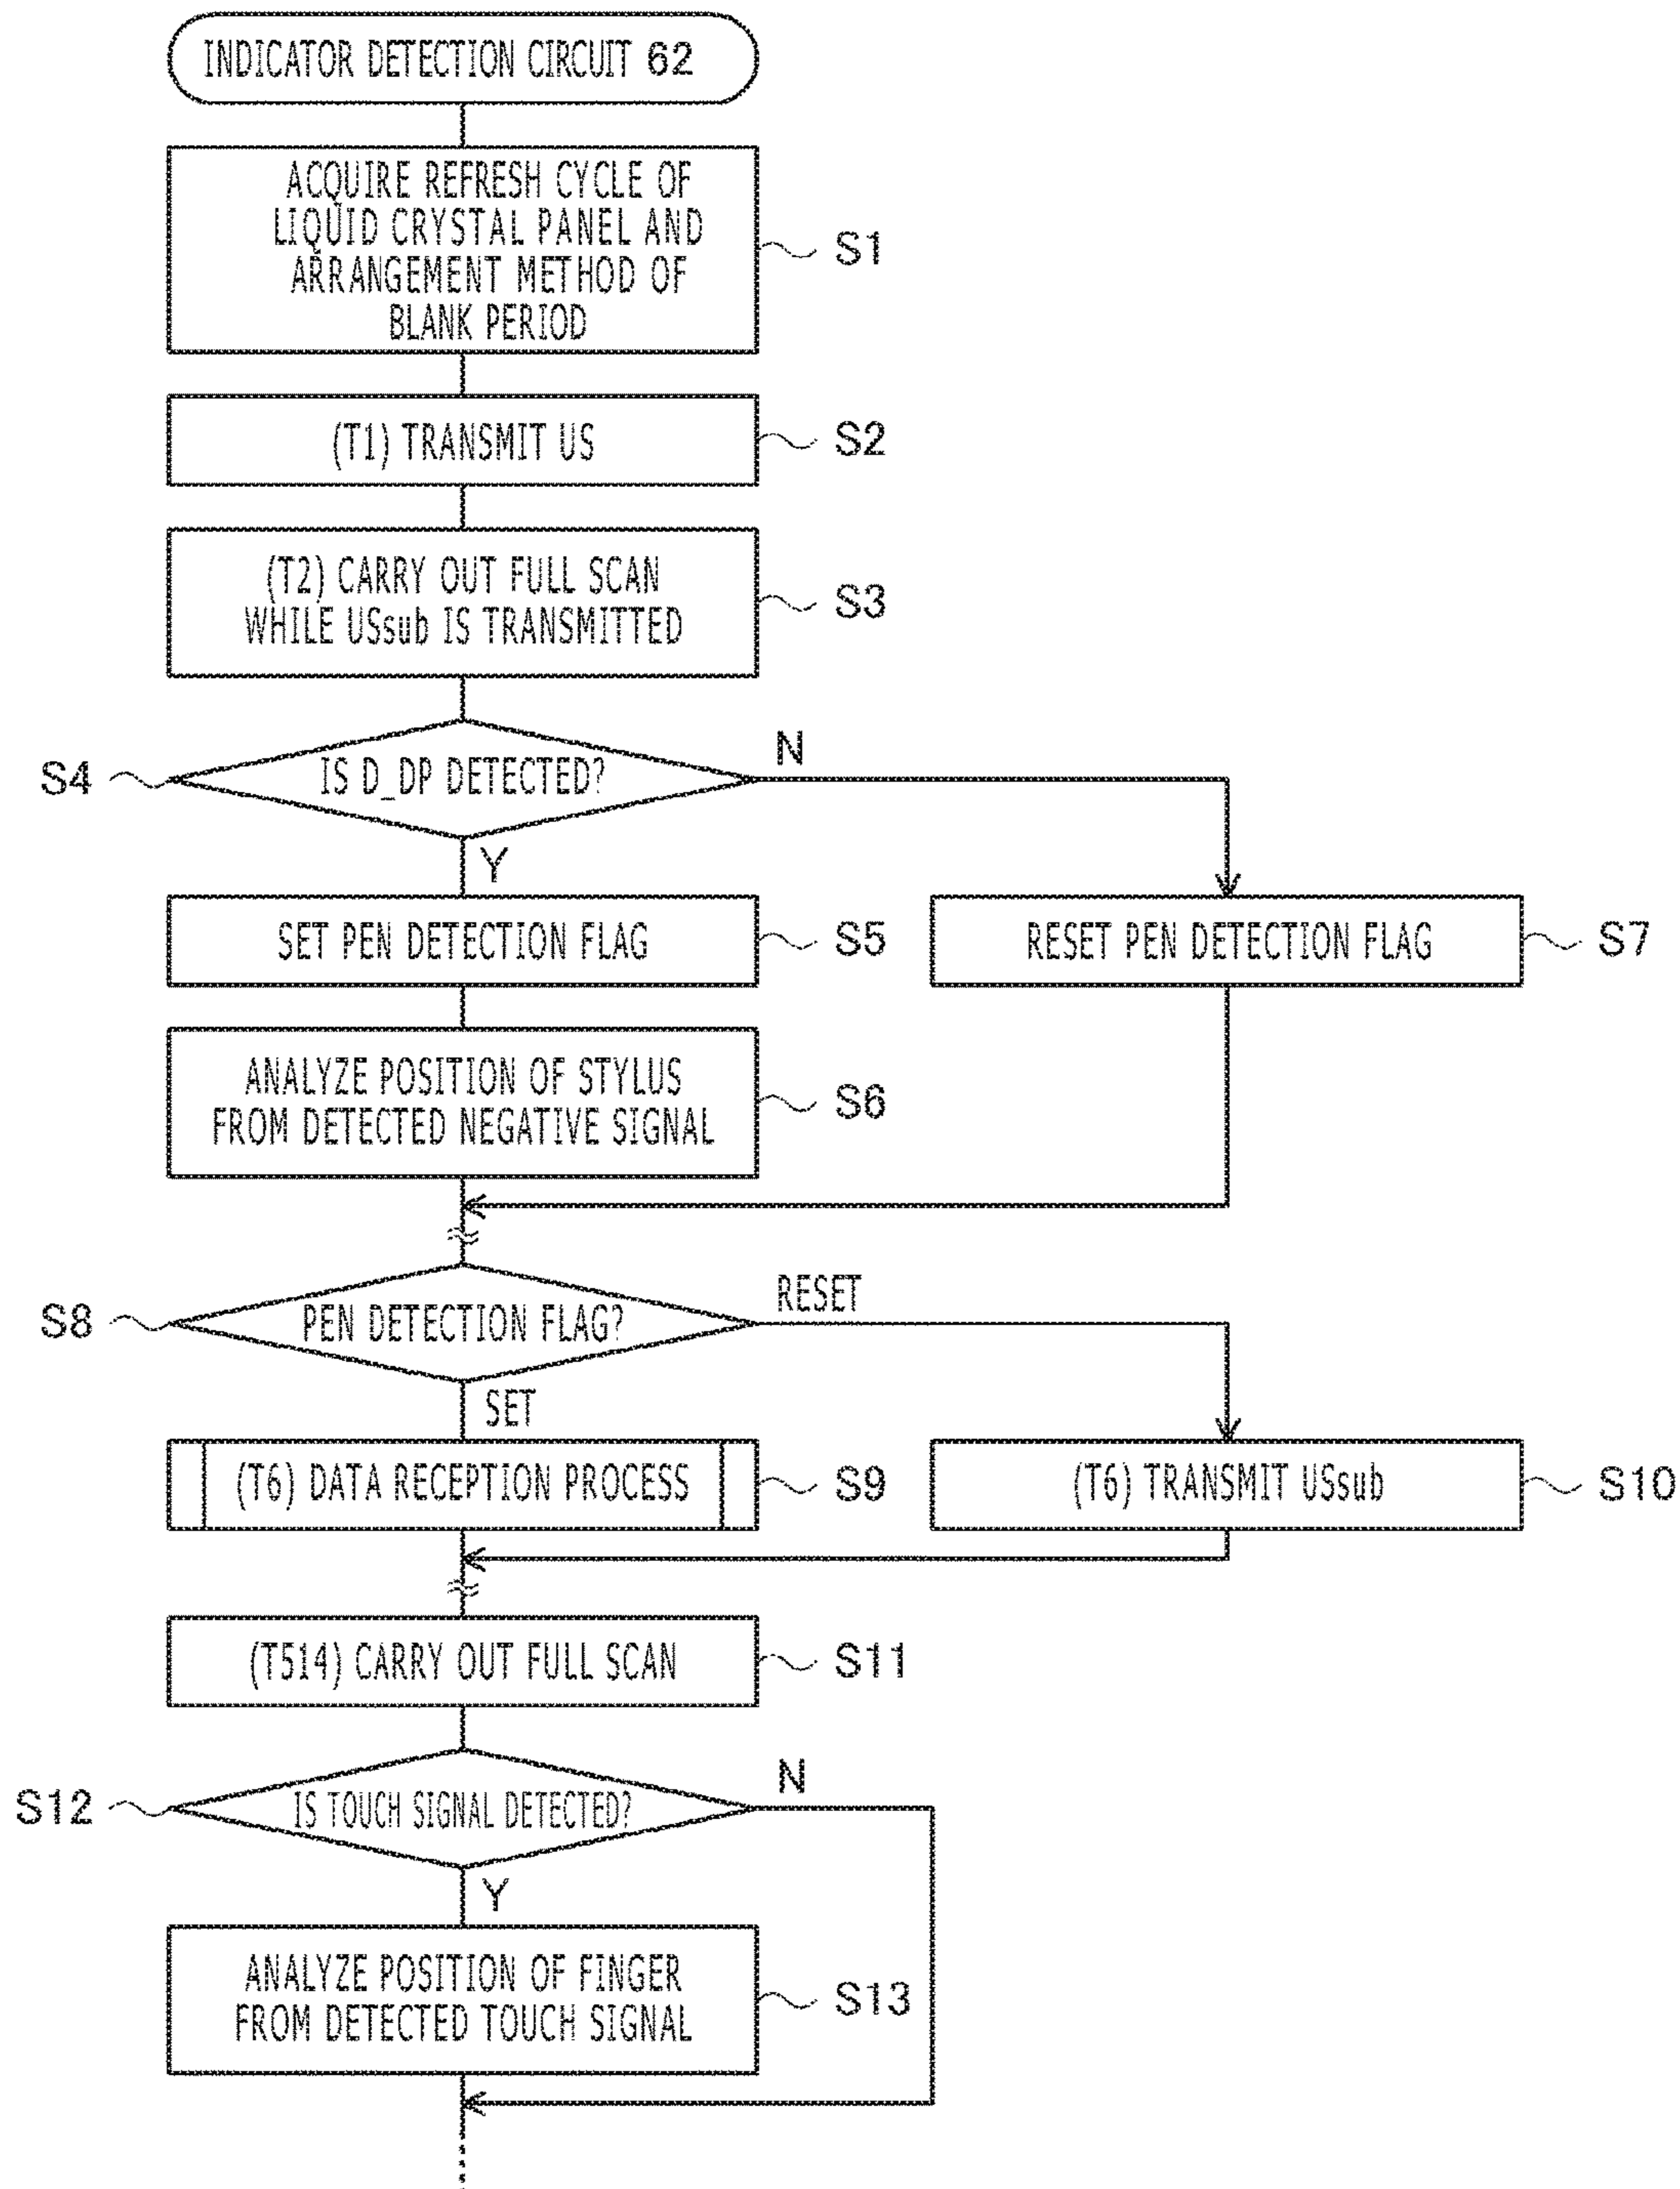 INDICATOR DETECTION CIRCUIT 62
ACQUIRE REFRESH CYCLE OF
LIQUID CRYSTAL PANEL AND
ARRANGEMENT METHOD OF
BLANK PERIOD
S1
(T1) TRANSMIT US
S2
(T2) CARRY OUT FULL SCAN
WHILE USsub IS TRANSMITTED
S3
S4
IS D_DP DETECTED?
N
Y
SET PEN DETECTION FLAG
S5
RESET PEN DETECTION FLAG
S7
ANALYZE POSITION OF STYLUS
FROM DETECTED NEGATIVE SIGNAL
S6
S8
PEN DETECTION FLAG?
RESET
SET
(T6) DATA RECEPTION PROCESS
S9
(T6) TRANSMIT USsub
S10
(T514) CARRY OUT FULL SCAN
S11
S12
IS TOUCH SIGNAL DETECTED?
N
Y
ANALYZE POSITION OF FINGER
FROM DETECTED TOUCH SIGNAL
S13